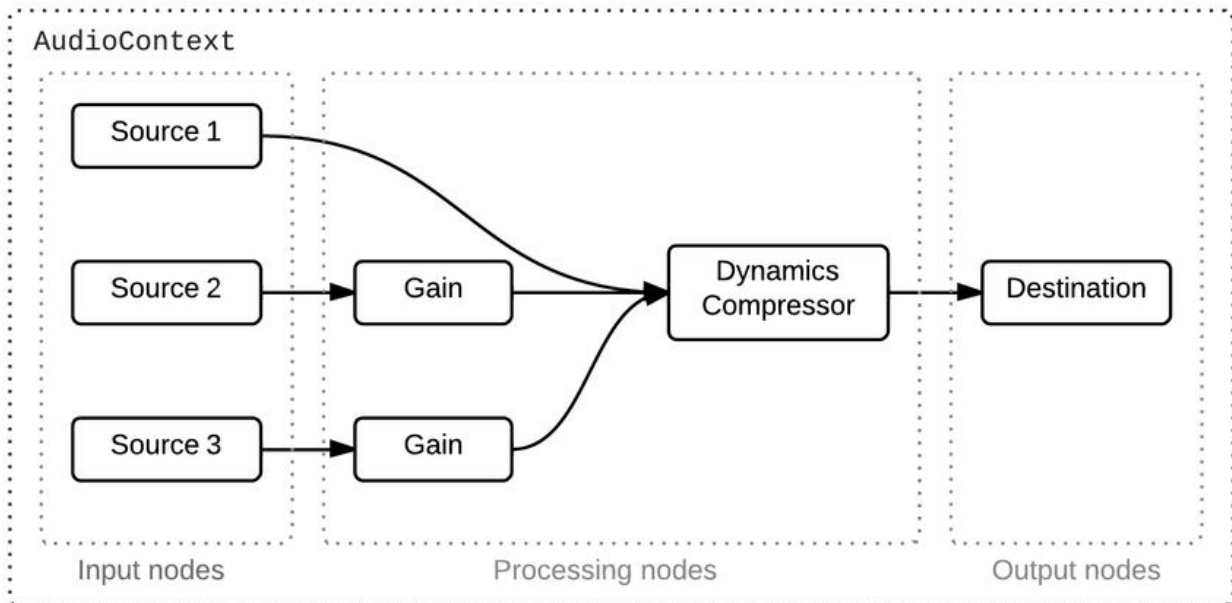 AudioContext
Source 1
Source 2
Gain
Dynamics
Compressor
Destination
Source 3
Gain
Input nodes
Processing nodes
Output nodes